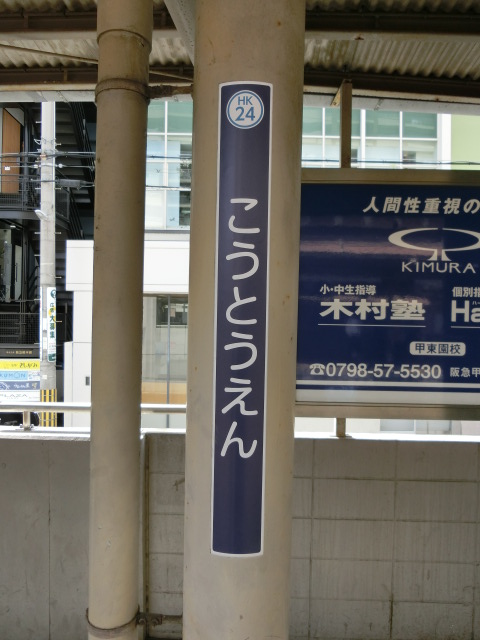 HK
24
こうとうえん
人間性重視の
KIMURA
小・中生指導
木村塾
個別指
Ha
甲東園校
☎0798-57-5530
阪急甲